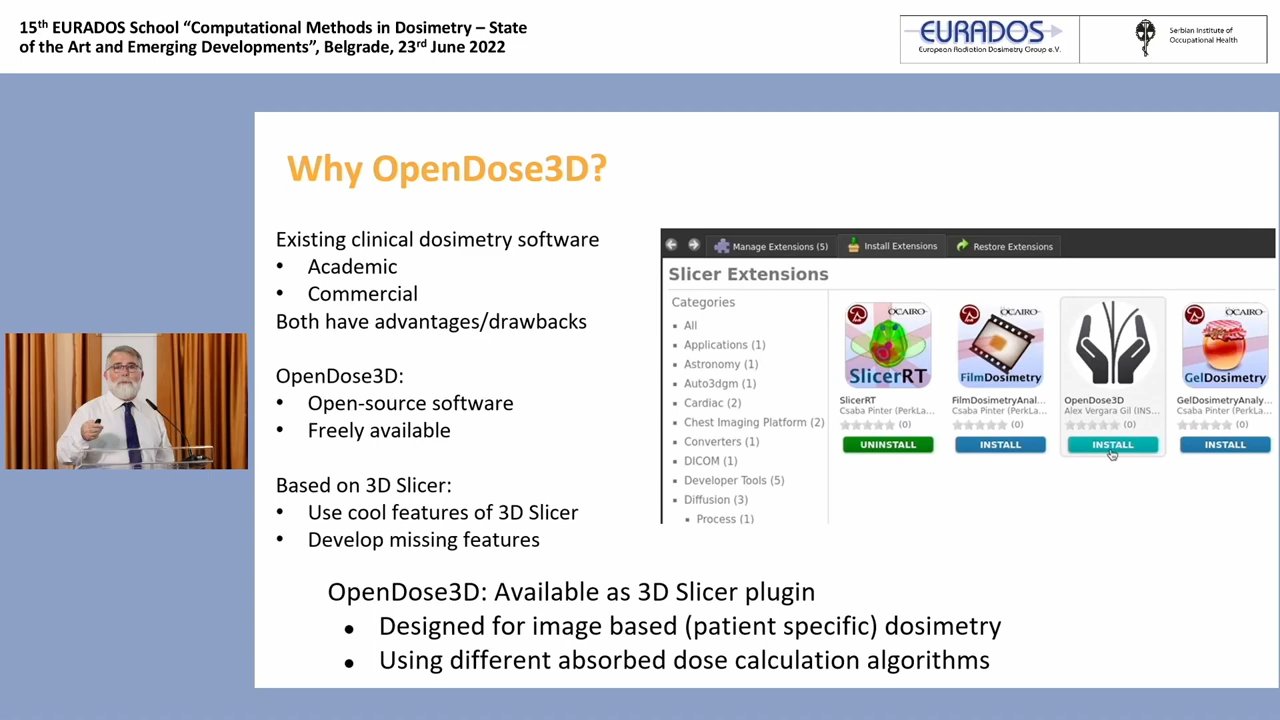 15th EURADOS School “Computational Methods in Dosimetry – State
of the Art and Emerging Developments”, Belgrade, 23rd June 2022
EURADOS
European Radiation Dosimetry Group e.V.
Serbian Institute of
Occupational Health
Why OpenDose3D?
Existing clinical dosimetry software
• Academic
• Commercial
Both have advantages/drawbacks
OpenDose3D:
• Open-source software
• Freely available
Based on 3D Slicer:
• Use cool features of 3D Slicer
• Develop missing features
Manage Extensions (5)
Install Extensions
Restore Extensions
Slicer Extensions
Categories
All
Applications (1)
Astronomy (1)
Auto3dgm (1)
Cardiac (2)
Chest Imaging Platform (2)
Converters (1)
DICOM (1)
Developer Tools (5)
Diffusion (3)
Process (1)
OCAIRO
SlicerRT
SlicerRT
Csaba Pinter (PerkLa...
(0)
UNINSTALL
OCAIRO
FilmDosimetry
FilmDosimetryAnal...
Csaba Pinter (PerkLa...
(0)
INSTALL
OpenDose3D
Alex Vergara Gil (INS...
(0)
INSTALL
OCAIRO
GelDosimetry
GelDosimetryAnaly...
Csaba Pinter (PerkLa...
(0)
INSTALL
OpenDose3D: Available as 3D Slicer plugin
• Designed for image based (patient specific) dosimetry
• Using different absorbed dose calculation algorithms